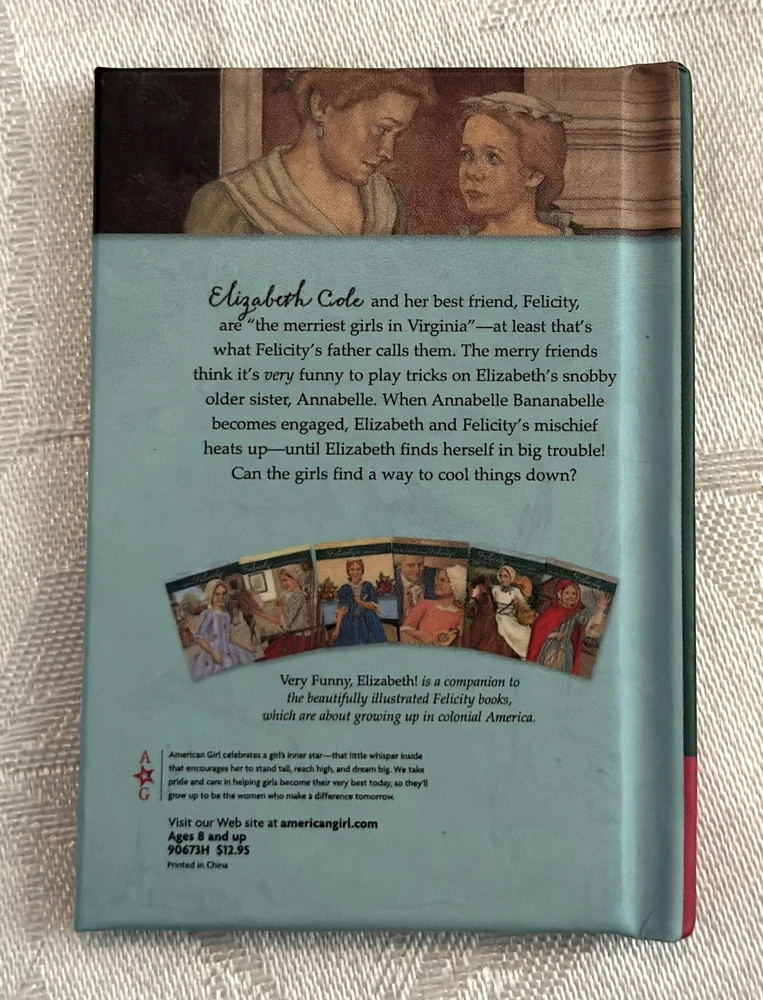 Elizabeth Cole and her best friend, Felicity,
are “the merriest girls in Virginia”—at least that’s
what Felicity’s father calls them. The merry friends
think it’s very funny to play tricks on Elizabeth’s snobby
older sister, Annabelle. When Annabelle Bananabelle
becomes engaged, Elizabeth and Felicity’s mischief
heats up—until Elizabeth finds herself in big trouble!
Can the girls find a way to cool things down?
Very Funny, Elizabeth! is a companion to
the beautifully illustrated Felicity books,
which are about growing up in colonial America.
A
G
American Girl celebrates a girl’s inner star—that little whisper inside
that encourages her to stand tall, reach high, and dream big. We take
pride and care in helping girls become their very best today, so they’ll
grow up to be the women who make a difference tomorrow.
Visit our Web site at americangirl.com
Ages 8 and up
90673H $12.95
Printed in China